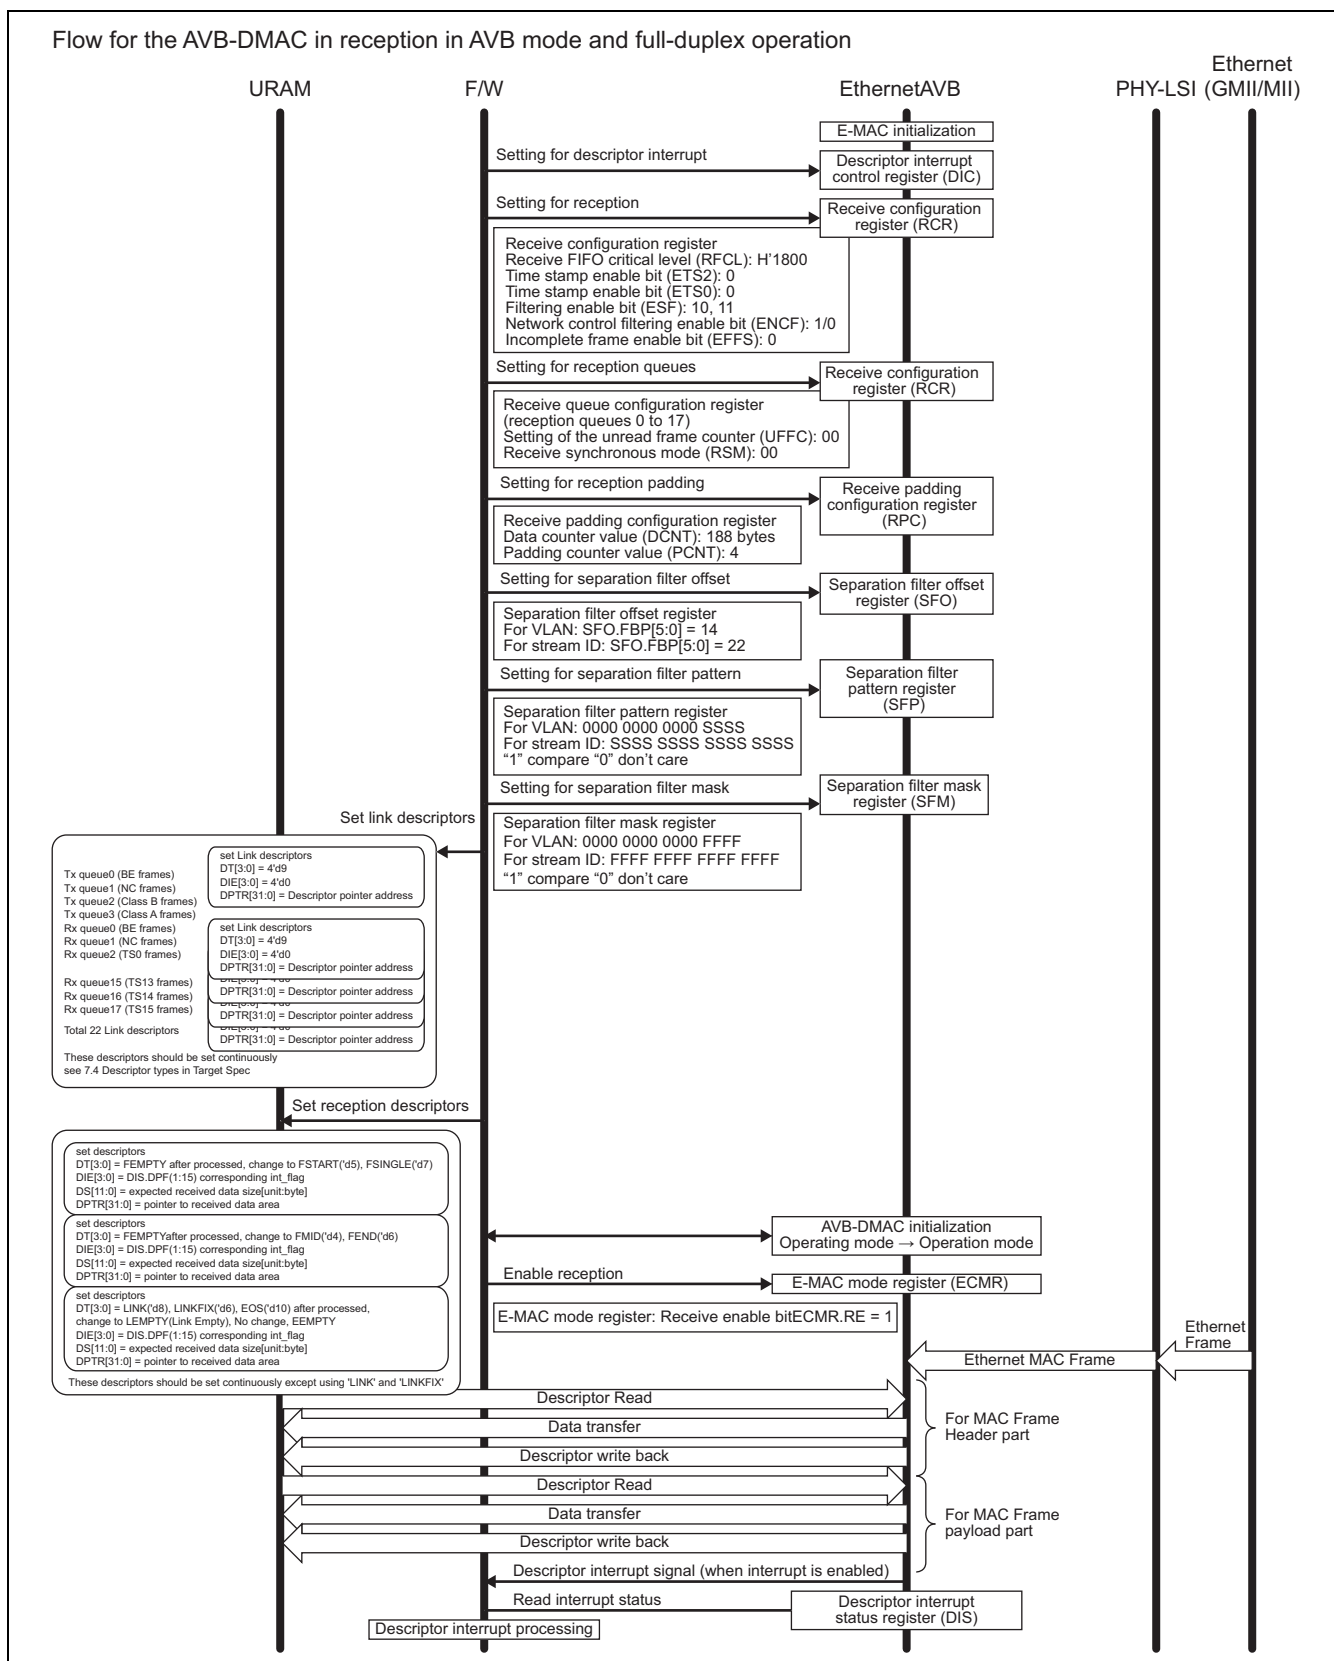 Flow for the AVB-DMAC in reception in AVB mode and full-duplex operation
URAM
F/W
EthernetAVB
PHY-LSI
Ethernet
(GMII/MII)
E-MAC initialization
Setting for descriptor interrupt
Descriptor interrupt
control register (DIC)
Setting for reception
Receive configuration
register (RCR)
Receive configuration register
Receive FIFO critical level (RFCL): H'1800
Time stamp enable bit (ETS2): 0
Time stamp enable bit (ETS0): 0
Filtering enable bit (ESF): 10, 11
Network control filtering enable bit (ENCF): 1/0
Incomplete frame enable bit (EFFS): 0
Setting for reception queues
Receive configuration
register (RCR)
Receive queue configuration register
(reception queues 0 to 17)
Setting of the unread frame counter (UFFC): 00
Receive synchronous mode (RSM): 00
Setting for reception padding
Receive padding
configuration register
(RPC)
Receive padding configuration register
Data counter value (DCNT): 188 bytes
Padding counter value (PCNT): 4
Setting for separation filter offset
Separation filter offset
register (SFO)
Separation filter offset register
For VLAN: SFO.FBP[5:0] = 14
For stream ID: SFO.FBP[5:0] = 22
Setting for separation filter pattern
Separation filter
pattern register
(SFP)
Separation filter pattern register
For VLAN: 0000 0000 0000 SSSS
For stream ID: SSSS SSSS SSSS SSSS
“1” compare “0” don’t care
Setting for separation filter mask
Separation filter mask
register (SFM)
Separation filter mask register
For VLAN: 0000 0000 0000 FFFF
For stream ID: FFFF FFFF FFFF FFFF
“1” compare “0” don’t care
Set link descriptors
Tx queue0 (BE frames)
Tx queue1 (NC frames)
Tx queue2 (Class B frames)
Tx queue3 (Class A frames)
Rx queue0 (BE frames)
Rx queue1 (NC frames)
Rx queue2 (TS0 frames)
Rx queue15 (TS13 frames)
Rx queue16 (TS14 frames)
Rx queue17 (TS15 frames)
Total 22 Link descriptors
These descriptors should be set continuously
see 7.4 Descriptor types in Target Spec
set Link descriptors
DT[3:0] = 4'd9
DIE[3:0] = 4'd0
DPTR[31:0] = Descriptor pointer address
set Link descriptors
DT[3:0] = 4'd9
DIE[3:0] = 4'd0
DPTR[31:0] = Descriptor pointer address
DIE[3:0] = 4'd0
DPTR[31:0] = Descriptor pointer address
DIE[3:0] = 4'd0
DPTR[31:0] = Descriptor pointer address
DIE[3:0] = 4'd0
DPTR[31:0] = Descriptor pointer address
Set reception descriptors
set descriptors
DT[3:0] = FEMPTY after processed, change to FSTART('d5), FSINGLE('d7)
DIE[3:0] = DIS.DPF(1:15) corresponding int_flag
DS[11:0] = expected received data size[unit:byte]
DPTR[31:0] = pointer to received data area
set descriptors
DT[3:0] = FEMPTYafter processed, change to FMID('d4), FEND('d6)
DIE[3:0] = DIS.DPF(1:15) corresponding int_flag
DS[11:0] = expected received data size[unit:byte]
DPTR[31:0] = pointer to received data area
set descriptors
DT[3:0] = LINK('d8), LINKFIX('d6), EOS('d10) after processed,
change to LEMPTY(Link Empty), No change, EEMPTY
DIE[3:0] = DIS.DPF(1:15) corresponding int_flag
DS[11:0] = expected received data size[unit:byte]
DPTR[31:0] = pointer to received data area
These descriptors should be set continuously except using 'LINK' and 'LINKFIX'
AVB-DMAC initialization
Operating mode → Operation mode
Enable reception
E-MAC mode register (ECMR)
E-MAC mode register: Receive enable bitECMR.RE = 1
Ethernet
Frame
Ethernet MAC Frame
Descriptor Read
Data transfer
Descriptor write back
For MAC Frame
Header part
Descriptor Read
Data transfer
Descriptor write back
For MAC Frame
payload part
Descriptor interrupt signal (when interrupt is enabled)
Read interrupt status
Descriptor interrupt
status register (DIS)
Descriptor interrupt processing